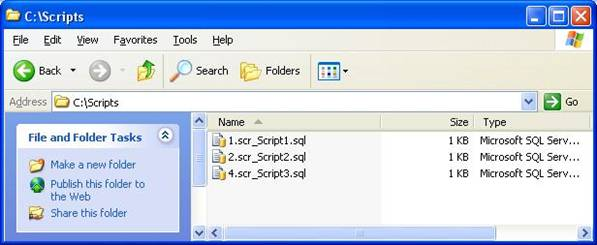 C:\Scripts
File Edit View Favorites Tools Help
Back Search Folders
Address C:\Scripts Go
File and Folder Tasks
Make a new folder
Publish this folder to
the Web
Share this folder
Name Size Type
1.scr_Script1.sql 1 KB Microsoft SQL Serv...
2.scr_Script2.sql 1 KB Microsoft SQL Serv...
4.scr_Script3.sql 1 KB Microsoft SQL Serv...